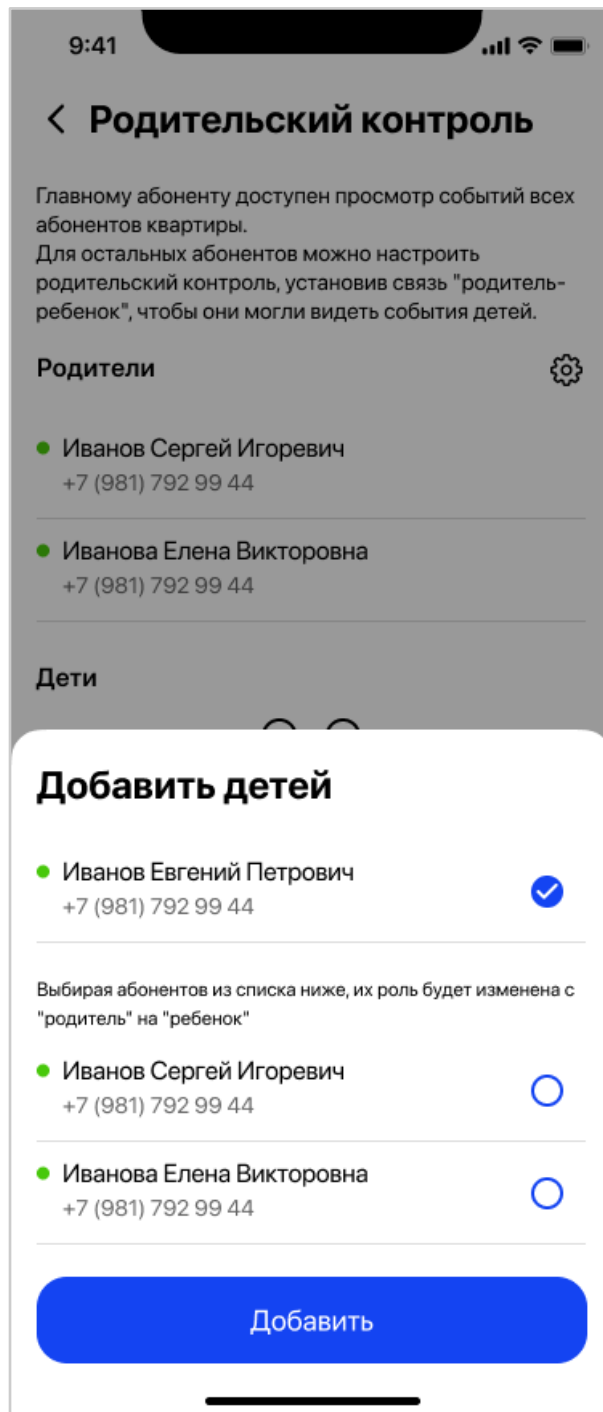 9:41
Родительский контроль
Главному абоненту доступен просмотр событий всех
абонентов квартиры.
Для остальных абонентов можно настроить
родительский контроль, установив связь "родитель-
ребенок", чтобы они могли видеть события детей.
Родители
Иванов Сергей Игоревич
+7 (981) 792 99 44
Иванова Елена Викторовна
+7 (981) 792 99 44
Дети
Добавить детей
Иванов Евгений Петрович
+7 (981) 792 99 44
Выбирая абонентов из списка ниже, их роль будет изменена с
"родитель" на "ребенок"
Иванов Сергей Игоревич
+7 (981) 792 99 44
Иванова Елена Викторовна
+7 (981) 792 99 44
Добавить